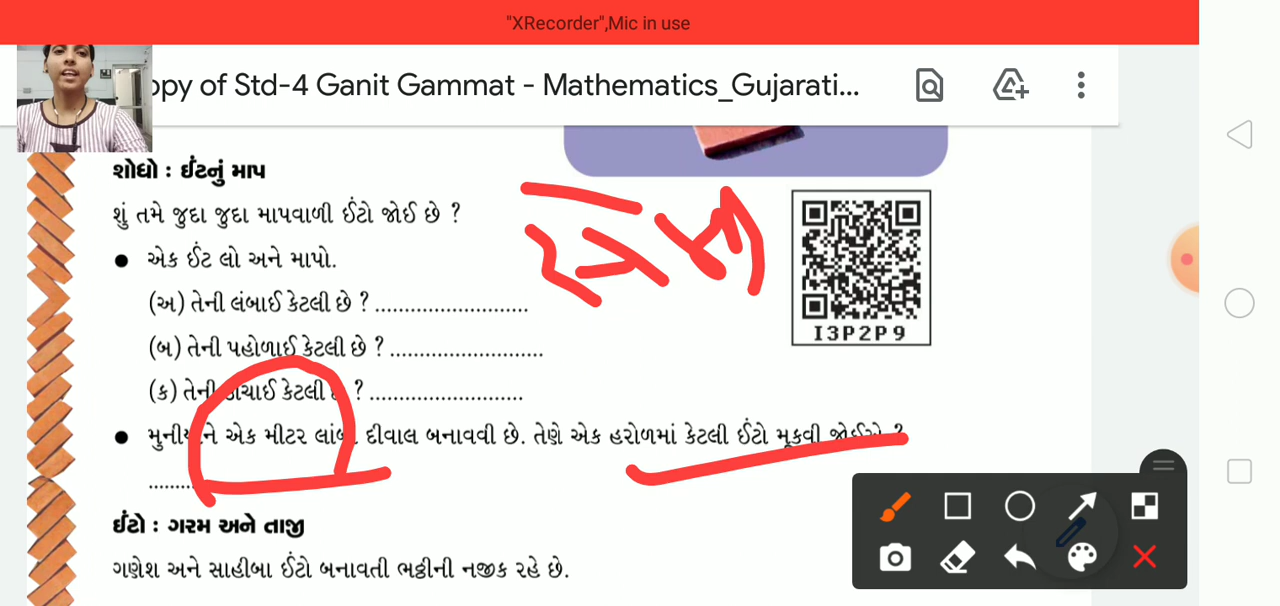 "XRecorder",Mic in use
opy of Std-4 Ganit Gammat - Mathematics_Gujarati...
શોધો : ઈંટનું માપ
શું તમે જુદા જુદા માપવાળી ઈંટો જોઈ છે ?
● એક ઈંટ લો અને માપો.
(અ) તેની લંબાઈ કેટલી છે ? ............................
(બ) તેની પહોળાઈ કેટલી છે ? ............................
(ક) તેની ઊંચાઈ કેટલી છે ? ............................
● એક મીટર લાંબી દીવાલ બનાવવી છે. તેણે એક હરોળમાં કેટલી ઈંટો મૂકવી જોઈએ ?
.........
ઈંટો : ગરમ અને તાજી
ગણેશ અને સાહીબા ઈંટો બનાવતી ભઠ્ઠીની નજીક રહે છે.
I3P2P9